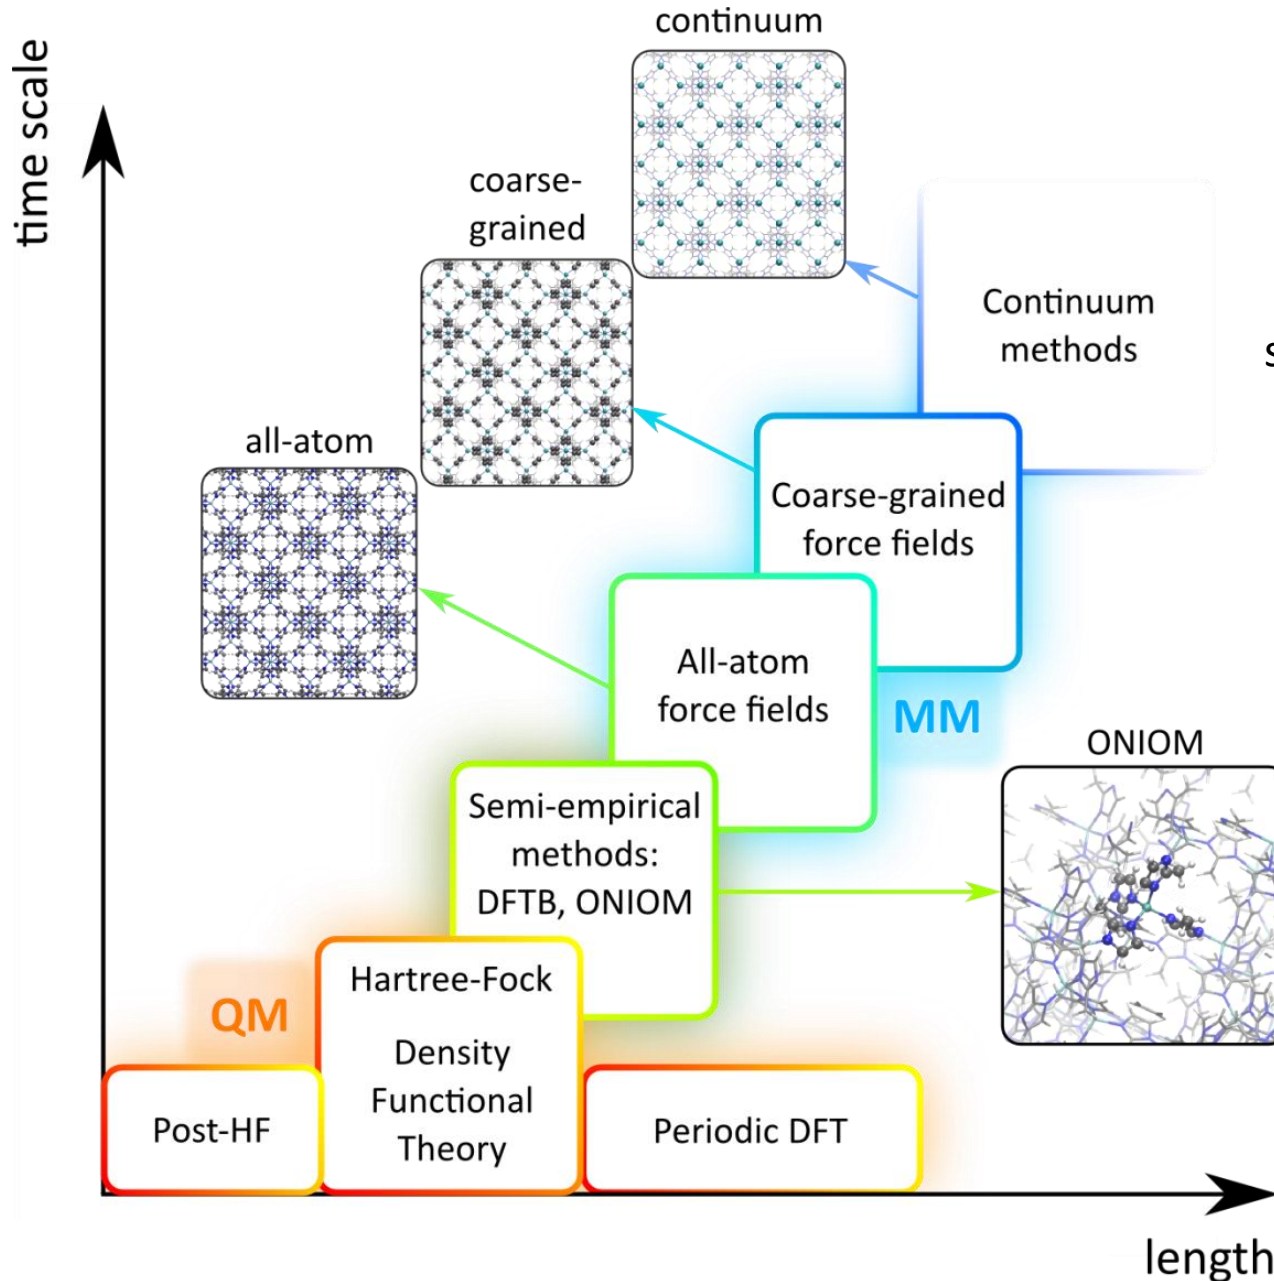 continuum
time scale
coarse-
grained
Continuum
methods
s
all-atom
Coarse-grained
force fields
All-atom
force fields
MM
ONIOM
Semi-empirical
methods:
DFTB, ONIOM
QM
Hartree-Fock
Density
Functional
Theory
Post-HF
Periodic DFT
length